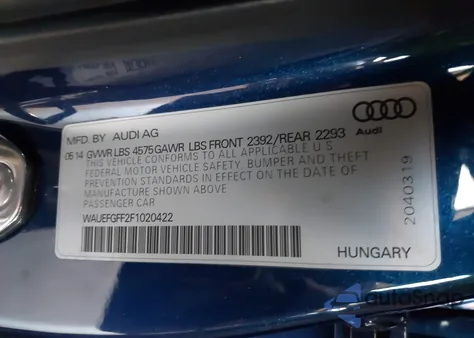 MFD. BY AUDI AG
06 14 GVWR LBS 4575 GAWR LBS FRONT 2392/REAR 2293
THIS VEHICLE CONFORMS TO ALL APPLICABLE U S
FEDERAL MOTOR VEHICLE SAFETY, BUMPER AND THEFT
PREVENTION STANDARDS IN EFFECT ON THE DATE OF
MANUFACTURE SHOWN ABOVE
PASSENGER CAR
WAUEFGFF2F1020422
Audi
2040319
HUNGARY
autoSnap